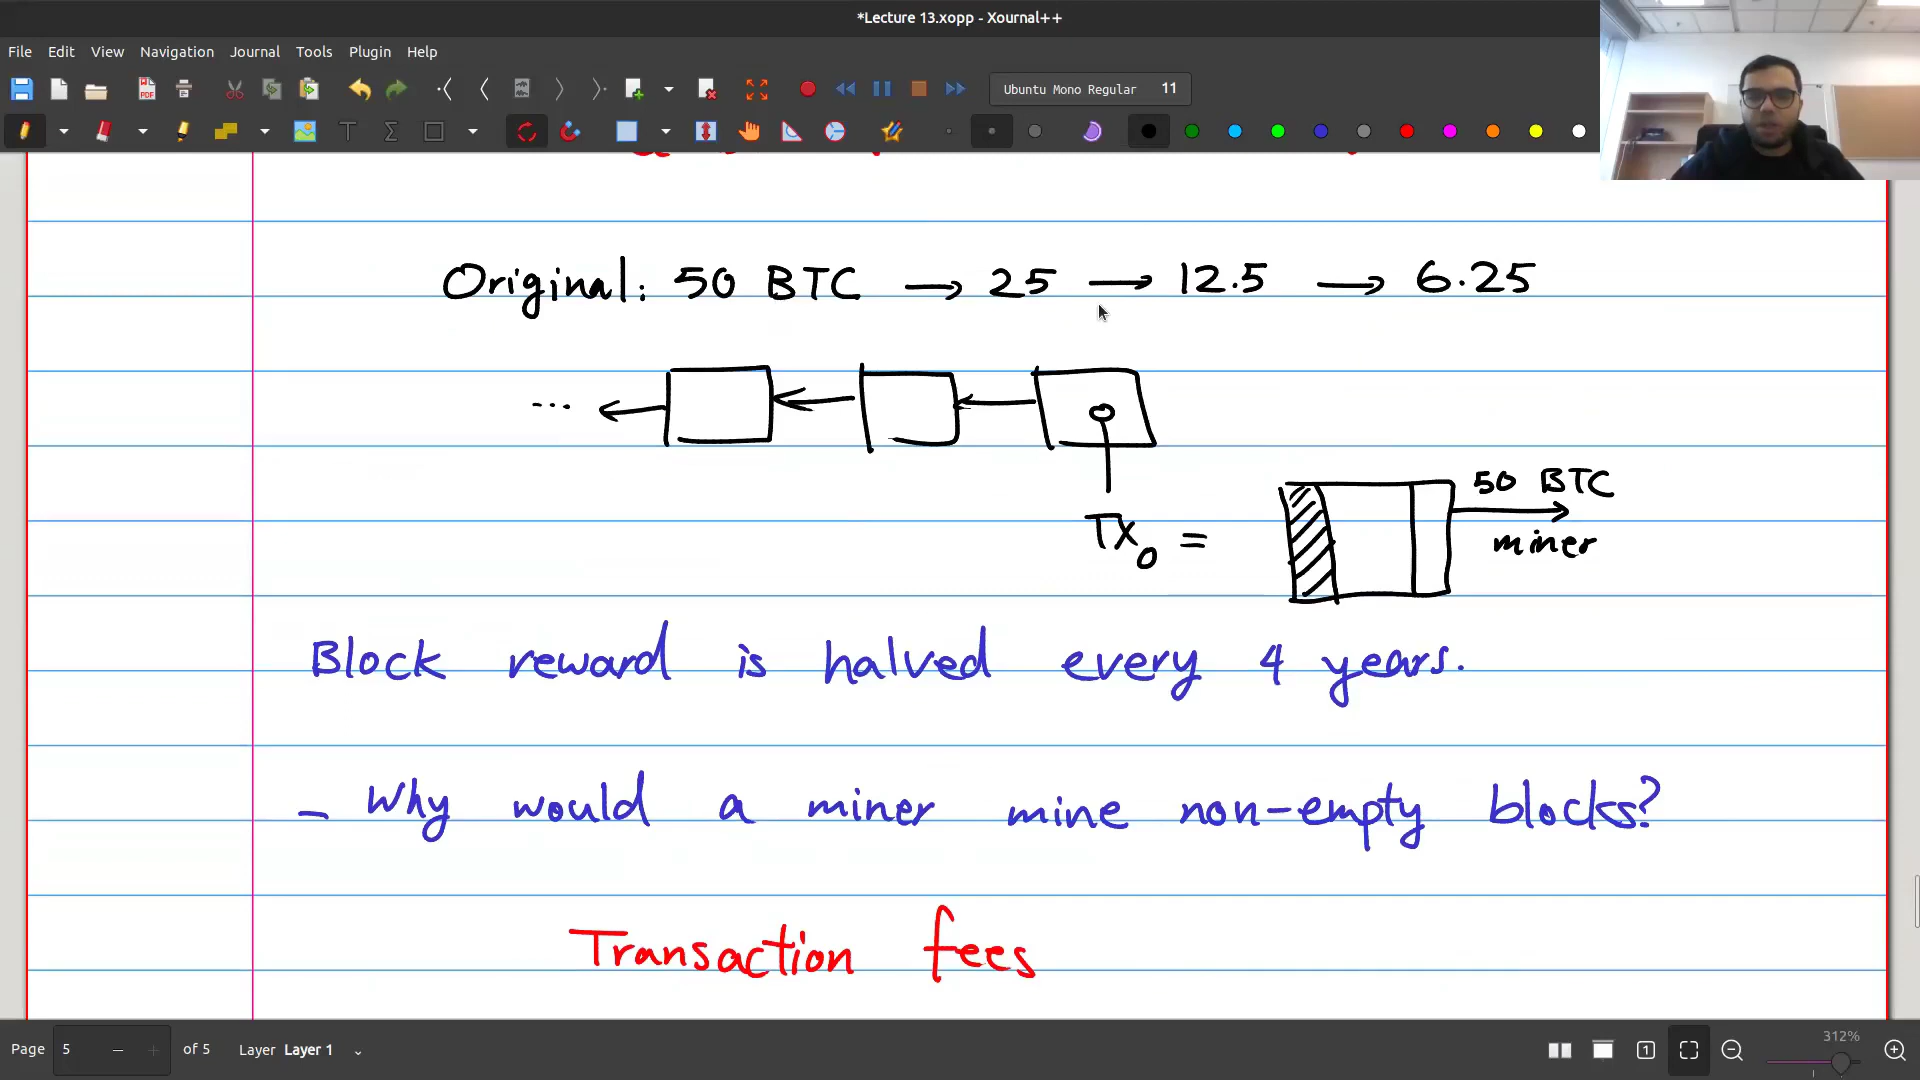 *Lecture 13.xopp - Xournal++
File Edit View Navigation Journal Tools Plugin Help
Ubuntu Mono Regular 11
Original: 50 BTC → 25 → 12.5 → 6.25
...
50 BTC
TX0 =
miner
Block reward is halved every 4 years.
- Why would a miner mine non-empty blocks?
Transaction fees
Page 5 of 5 Layer Layer 1
312%